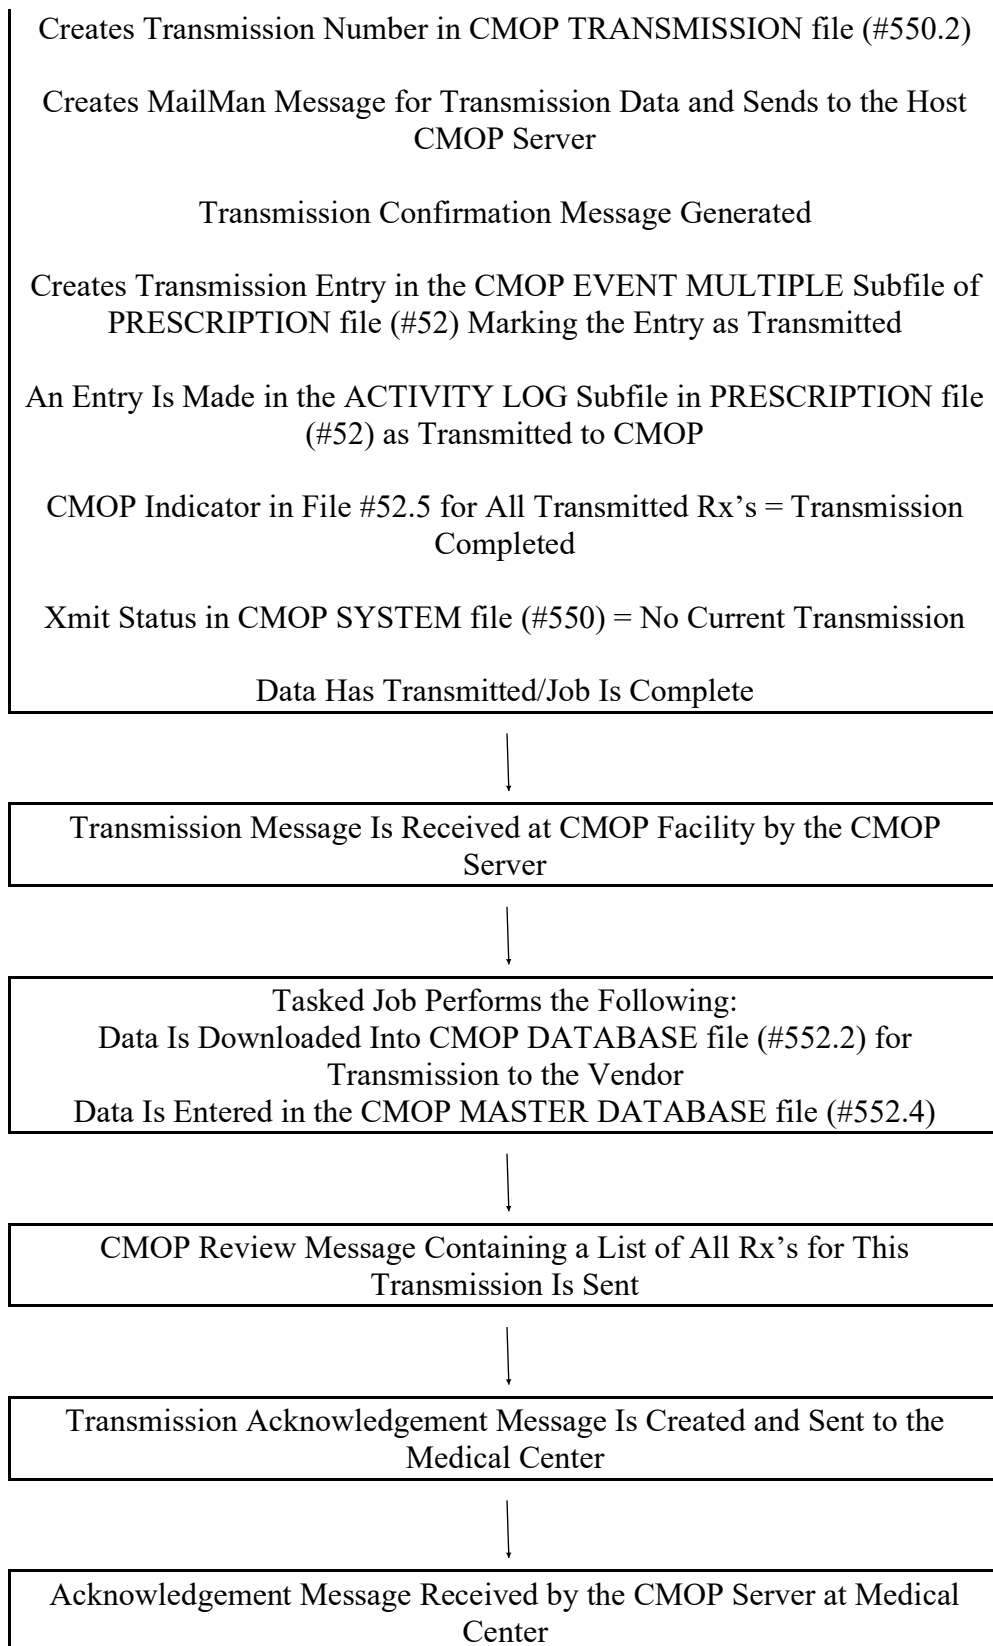 Creates Transmission Number in CMOP TRANSMISSION file (#550.2)
Creates MailMan Message for Transmission Data and Sends to the Host
CMOP Server
Transmission Confirmation Message Generated
Creates Transmission Entry in the CMOP EVENT MULTIPLE Subfile of
PRESCRIPTION file (#52) Marking the Entry as Transmitted
An Entry Is Made in the ACTIVITY LOG Subfile in PRESCRIPTION file
(#52) as Transmitted to CMOP
CMOP Indicator in File #52.5 for All Transmitted Rx’s = Transmission
Completed
Xmit Status in CMOP SYSTEM file (#550) = No Current Transmission
Data Has Transmitted/Job Is Complete
Transmission Message Is Received at CMOP Facility by the CMOP
Server
Tasked Job Performs the Following:
Data Is Downloaded Into CMOP DATABASE file (#552.2) for
Transmission to the Vendor
Data Is Entered in the CMOP MASTER DATABASE file (#552.4)
CMOP Review Message Containing a List of All Rx’s for This
Transmission Is Sent
Transmission Acknowledgement Message Is Created and Sent to the
Medical Center
Acknowledgement Message Received by the CMOP Server at Medical
Center